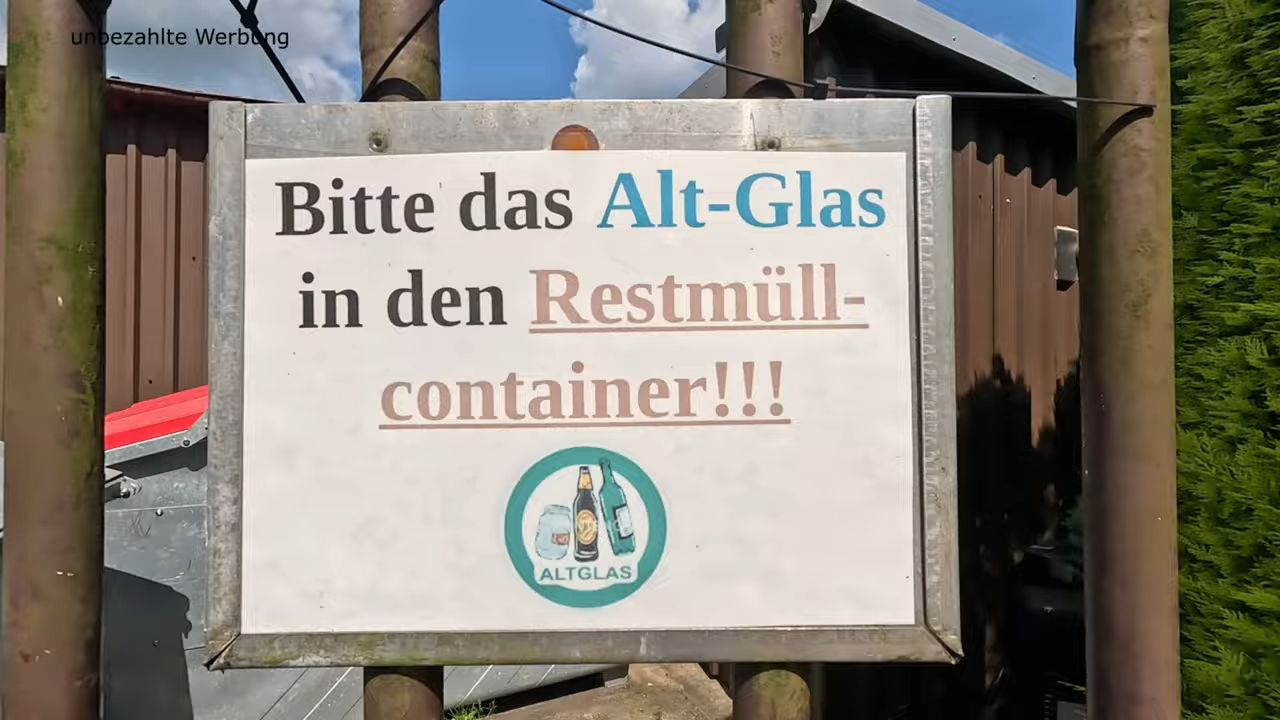 unbezahlte Werbung
Bitte das Alt-Glas
in den Restmüll-
container!!!
ALTGLAS